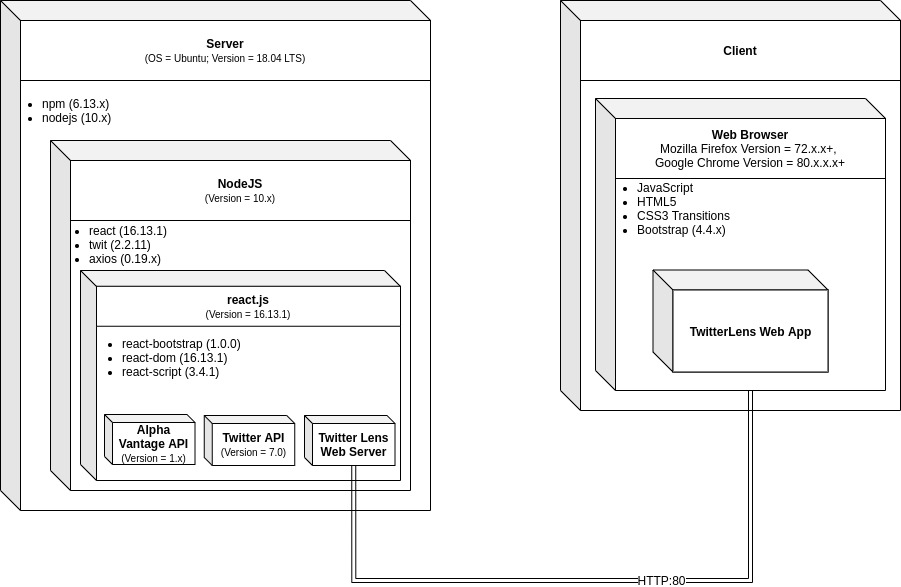 Server
(OS = Ubuntu; Version = 18.04 LTS)
npm (6.13.x)
nodejs (10.x)
NodeJS
(Version = 10.x)
react (16.13.1)
twit (2.2.11)
axios (0.19.x)
react.js
(Version = 16.13.1)
react-bootstrap (1.0.0)
react-dom (16.13.1)
react-script (3.4.1)
Alpha
Vantage API
(Version = 1.x)
Twitter API
(Version = 7.0)
Twitter Lens
Web Server
Client
Web Browser
Mozilla Firefox Version = 72.x.x+,
Google Chrome Version = 80.x.x.x+
JavaScript
HTML5
CSS3 Transitions
Bootstrap (4.4.x)
TwitterLens Web App
HTTP:80